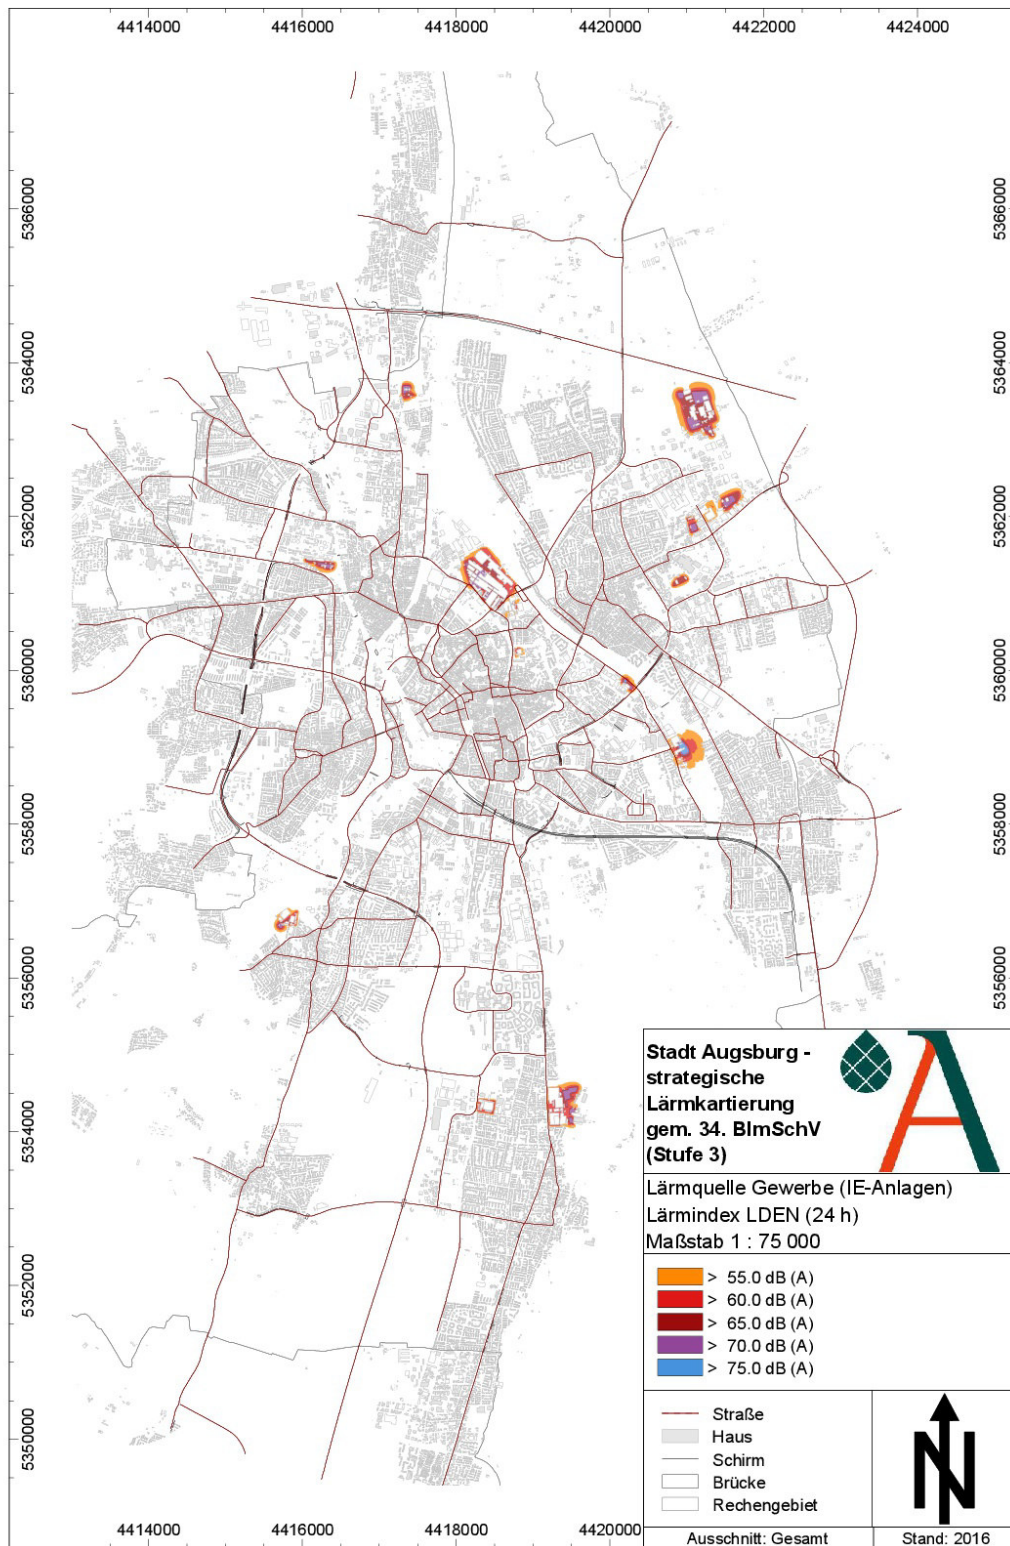 4414000 4416000 4418000 4420000 4422000 4424000
5366000 5366000
5364000 5364000
5362000 5362000
5360000 5360000
5358000 5358000
5356000 5356000
5354000
5352000
5350000
Stadt Augsburg -
strategische
Lärmkartierung
gem. 34. BImSchV
(Stufe 3)
A
Lärmquelle Gewerbe (IE-Anlagen)
Lärmindex LDEN (24 h)
Maßstab 1 : 75 000
> 55.0 dB (A)
> 60.0 dB (A)
> 65.0 dB (A)
> 70.0 dB (A)
> 75.0 dB (A)
Straße
Haus
Schirm
Brücke
Rechengebiet
N
Ausschnitt: Gesamt Stand: 2016
4414000 4416000 4418000 4420000